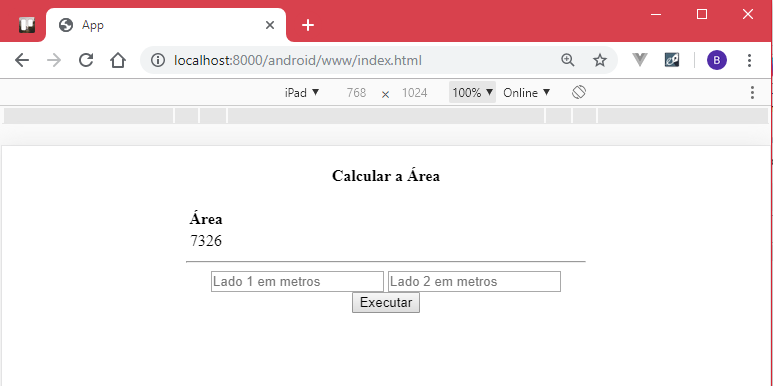 App
localhost:8000/android/www/index.html
B
iPad ▼ 768 × 1024 100% ▼ Online ▼
Calcular a Área
Área
7326
Lado 1 em metros Lado 2 em metros
Executar